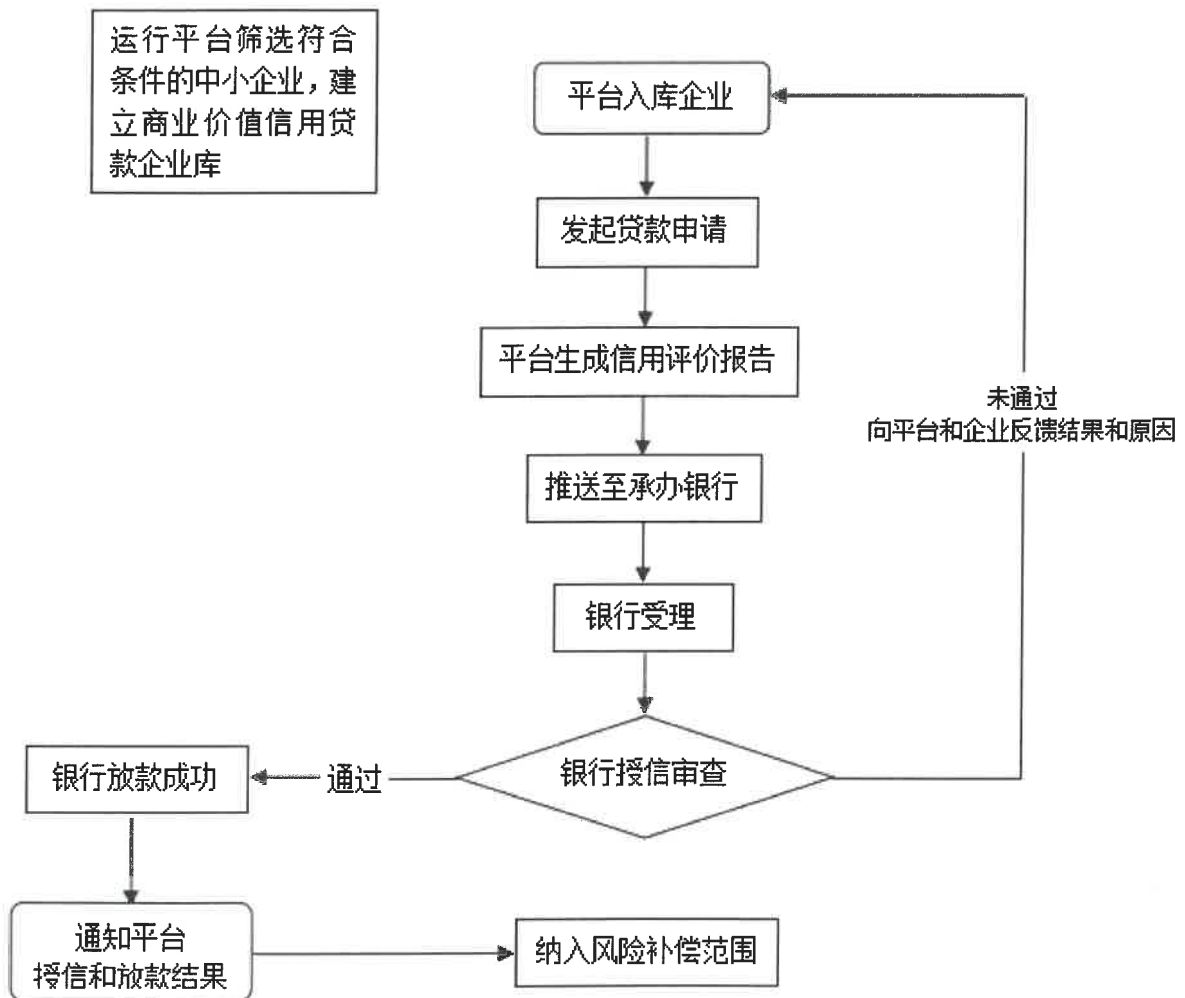 运行平台筛选符合
条件的中小企业，建
立商业价值信用贷
款企业库
平台入库企业
发起贷款申请
平台生成信用评价报告
未通过
向平台和企业反馈结果和原因
推送至承办银行
银行受理
银行授信审查
通过
银行放款成功
通知平台
授信和放款结果
纳入风险补偿范围